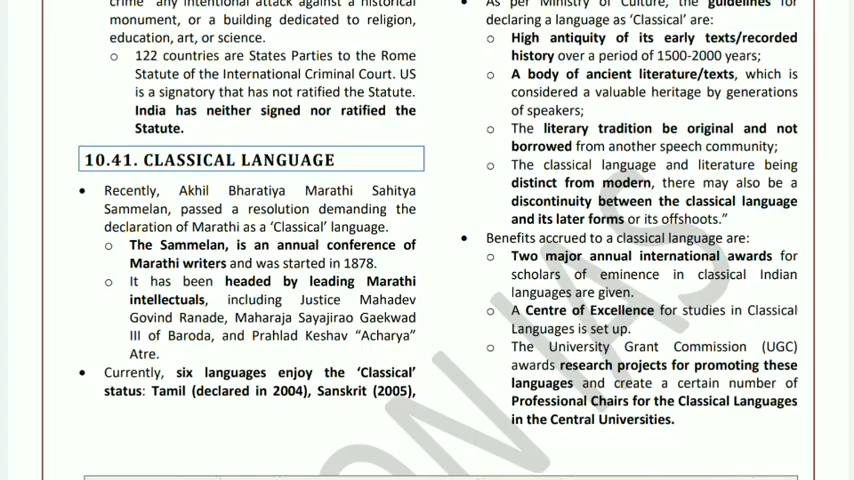 crime" any intentional attack against a historical
monument, or a building dedicated to religion,
education, art, or science.
o 122 countries are States Parties to the Rome
Statute of the International Criminal Court. US
is a signatory that has not ratified the Statute.
India has neither signed nor ratified the
Statute.
10.41. CLASSICAL LANGUAGE
• Recently, Akhil Bharatiya Marathi Sahitya
Sammelan, passed a resolution demanding the
declaration of Marathi as a 'Classical' language.
o The Sammelan, is an annual conference of
Marathi writers and was started in 1878.
o It has been headed by leading Marathi
intellectuals, including Justice Mahadev
Govind Ranade, Maharaja Sayajirao Gaekwad
III of Baroda, and Prahlad Keshav "Acharya"
Atre.
• Currently, six languages enjoy the 'Classical'
status: Tamil (declared in 2004), Sanskrit (2005),
• As per Ministry of Culture, the guidelines for
declaring a language as 'Classical' are:
o High antiquity of its early texts/recorded
history over a period of 1500-2000 years;
o A body of ancient literature/texts, which is
considered a valuable heritage by generations
of speakers;
o The literary tradition be original and not
borrowed from another speech community;
o The classical language and literature being
distinct from modern, there may also be a
discontinuity between the classical language
and its later forms or its offshoots."
• Benefits accrued to a classical language are:
o Two major annual international awards for
scholars of eminence in classical Indian
languages are given.
o A Centre of Excellence for studies in Classical
Languages is set up.
o The University Grant Commission (UGC)
awards research projects for promoting these
languages and create a certain number of
Professional Chairs for the Classical Languages
in the Central Universities.
ON IAS